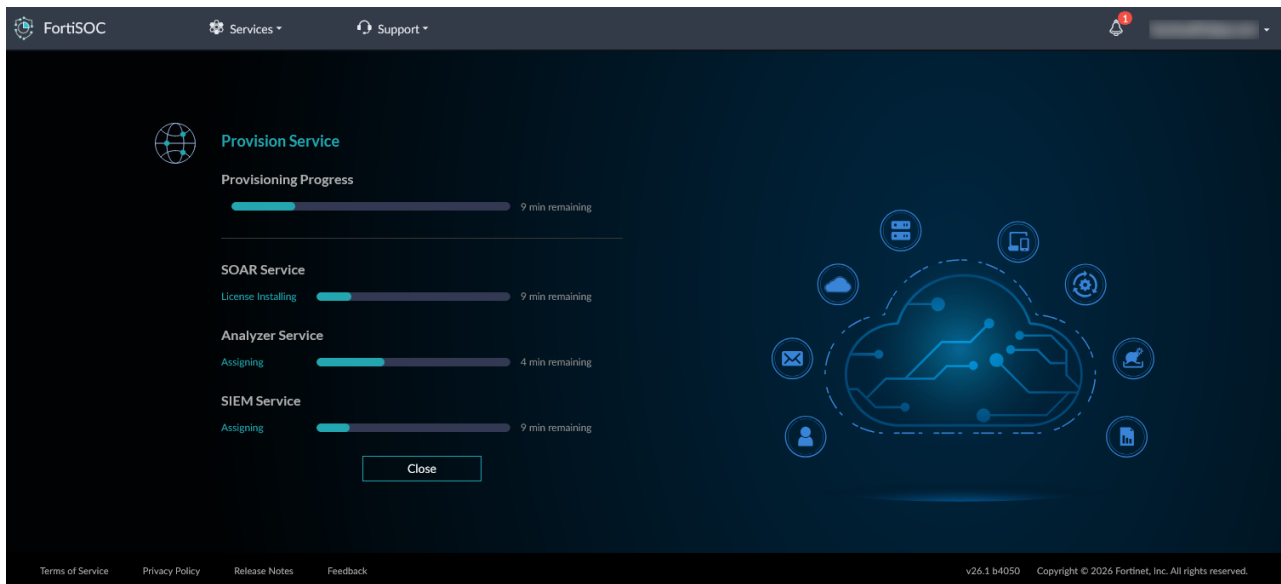 FortiSOC Services Support 1
Provision Service
Provisioning Progress
9 min remaining
SOAR Service
License Installing 9 min remaining
Analyzer Service
Assigning 4 min remaining
SIEM Service
Assigning 9 min remaining
Close
Terms of Service Privacy Policy Release Notes Feedback v26.1 b4050 Copyright © 2026 Fortinet, Inc. All rights reserved.